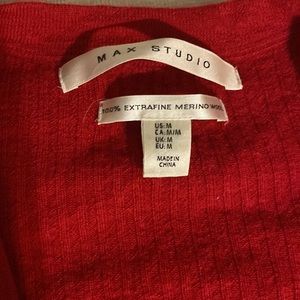 MAX STUDIO
100% EXTRAFINE MERINO WOOL
US:M
CA:M/M
UK:M
EU:M
MADE IN
CHINA